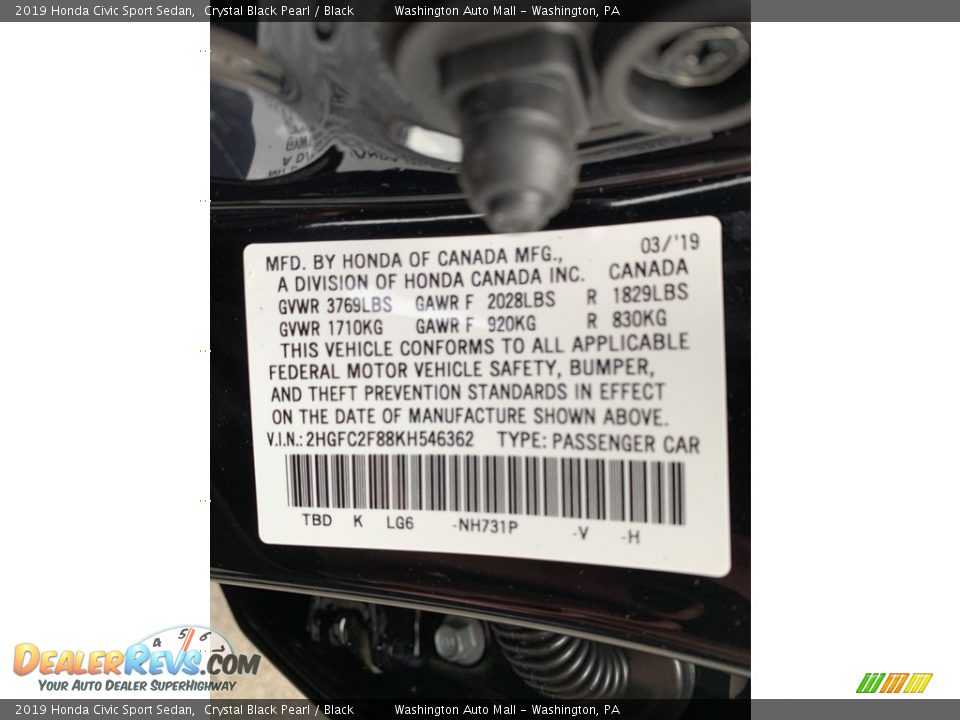 2019 Honda Civic Sport Sedan, Crystal Black Pearl / Black Washington Auto Mall - Washington, PA
MFD. BY HONDA OF CANADA MFG., 03/'19
A DIVISION OF HONDA CANADA INC. CANADA
GVWR 3769LBS GAWR F 2028LBS R 1829LBS
GVWR 1710KG GAWR F 920KG R 830KG
THIS VEHICLE CONFORMS TO ALL APPLICABLE
FEDERAL MOTOR VEHICLE SAFETY, BUMPER,
AND THEFT PREVENTION STANDARDS IN EFFECT
ON THE DATE OF MANUFACTURE SHOWN ABOVE.
V.I.N.: 2HGFC2F88KH546362 TYPE: PASSENGER CAR
TBD K LG6 -NH731P -V -H
4 5 6
DEALERREVS.COM
YOUR AUTO DEALER SUPERHIGHWAY
2019 Honda Civic Sport Sedan, Crystal Black Pearl / Black Washington Auto Mall - Washington, PA